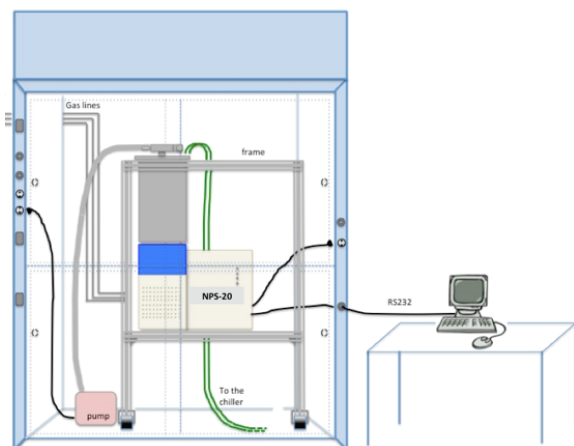 Gas lines
frame
NPS-20
RS232
To the
chiller
pump